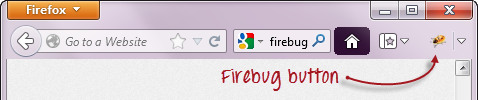 Firefox
Go to a Website
firebug
Firebug button